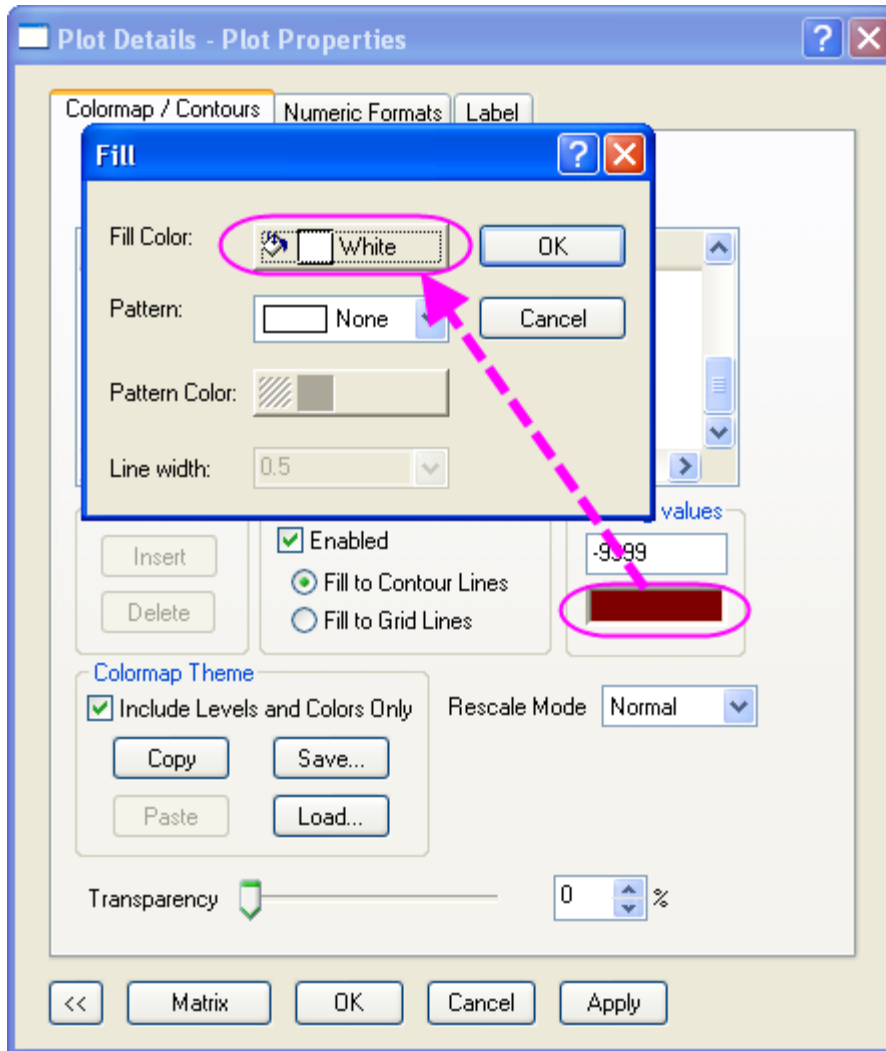 Plot Details - Plot Properties
Colormap / Contours Numeric Formats Label
Fill
Fill Color: White OK
Pattern: None Cancel
Pattern Color:
Line width: 0.5
values
Insert
Enabled
-9999
Fill to Contour Lines
Delete
Fill to Grid Lines
Colormap Theme
Include Levels and Colors Only
Rescale Mode Normal
Copy Save...
Paste Load...
Transparency 0 %
<< Matrix OK Cancel Apply